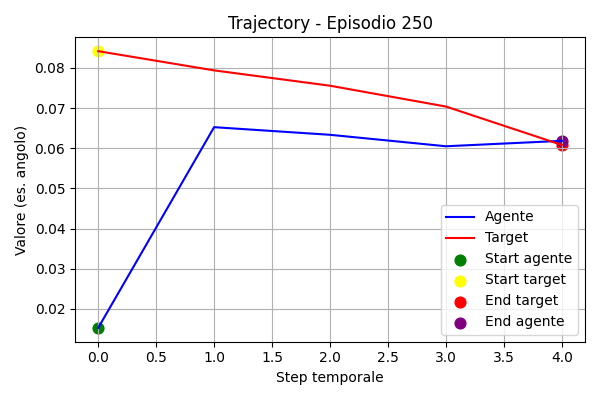 Trajectory - Episodio 250
Valore (es. angolo)
0.08
0.07
0.06
0.05
0.04
0.03
0.02
0.0 0.5 1.0 1.5 2.0 2.5 3.0 3.5 4.0
Step temporale
Agente
Target
Start agente
Start target
End target
End agente